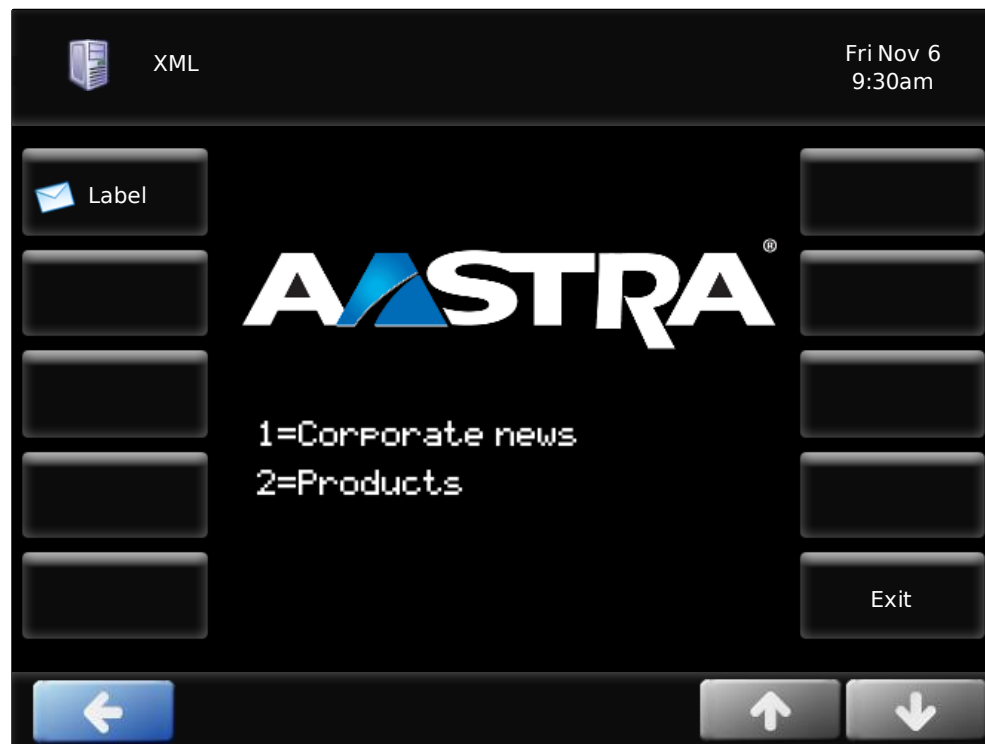 XML
Fri Nov 6
9:30am
Label
AASTRA®
1=Corporate news
2=Products
Exit